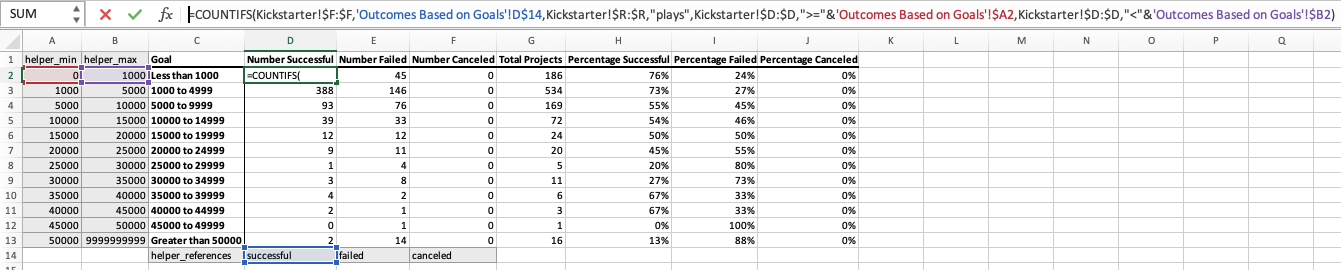 SUM fx =COUNTIFS(Kickstarter!$F:$F,'Outcomes Based on Goals'!D$14,Kickstarter!$R:$R,"plays",Kickstarter!$D:$D,">="&'Outcomes Based on Goals'!$A2,Kickstarter!$D:$D,"<"&'Outcomes Based on Goals'!$B2)
A B C D E F G H I J K L M N O P Q
1 helper_min helper_max Goal Number Successful Number Failed Number Canceled Total Projects Percentage Successful Percentage Failed Percentage Canceled
2 0 1000 Less than 1000 =COUNTIFS( 45 0 186 76% 24% 0%
3 1000 5000 1000 to 4999 388 146 0 534 73% 27% 0%
4 5000 10000 5000 to 9999 93 76 0 169 55% 45% 0%
5 10000 15000 10000 to 14999 39 33 0 72 54% 46% 0%
6 15000 20000 15000 to 19999 12 12 0 24 50% 50% 0%
7 20000 25000 20000 to 24999 9 11 0 20 45% 55% 0%
8 25000 30000 25000 to 29999 1 4 0 5 20% 80% 0%
9 30000 35000 30000 to 34999 3 8 0 11 27% 73% 0%
10 35000 40000 35000 to 39999 4 2 0 6 67% 33% 0%
11 40000 45000 40000 to 44999 2 1 0 3 67% 33% 0%
12 45000 50000 45000 to 49999 0 1 0 1 0% 100% 0%
13 50000 9999999999 Greater than 50000 2 14 0 16 13% 88% 0%
14 helper_references successful failed canceled